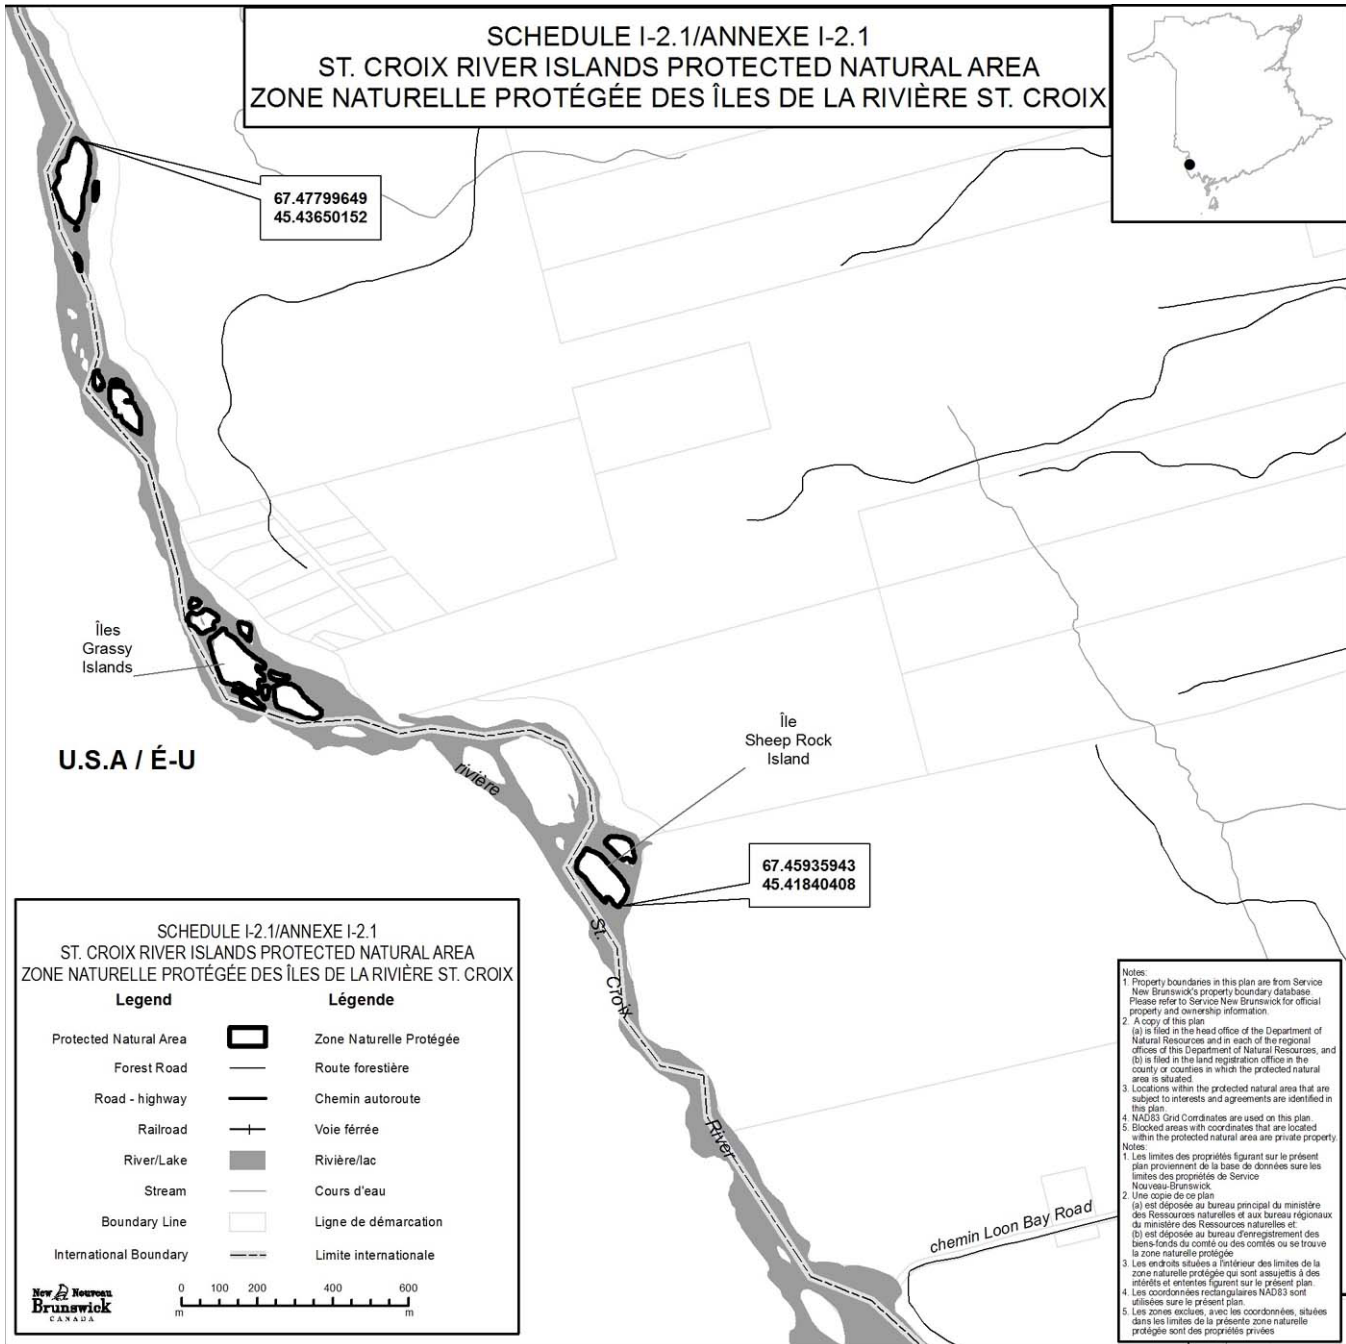 SCHEDULE I-2.1/ANNEXE I-2.1
ST. CROIX RIVER ISLANDS PROTECTED NATURAL AREA
ZONE NATURELLE PROTÉGÉE DES ÎLES DE LA RIVIÈRE ST. CROIX
67.47799649
45.43650152
Îles
Grassy
Islands
U.S.A / É-U
rivière
Île
Sheep Rock
Island
67.45935943
45.41840408
St.
Croix
River
chemin Loon Bay Road
SCHEDULE I-2.1/ANNEXE I-2.1
ST. CROIX RIVER ISLANDS PROTECTED NATURAL AREA
ZONE NATURELLE PROTÉGÉE DES ÎLES DE LA RIVIÈRE ST. CROIX
Legend Légende
Protected Natural Area Zone Naturelle Protégée
Forest Road Route forestière
Road - highway Chemin autoroute
Railroad Voie férrée
River/Lake Rivière/lac
Stream Cours d'eau
Boundary Line Ligne de démarcation
International Boundary Limite internationale
New Nouveau
Brunswick
CANADA
0 100 200 400 600
m m
Notes:
1. Property boundaries in this plan are from Service
New Brunswick's property boundary database.
Please refer to Service New Brunswick for official
property and ownership information.
2. A copy of this plan
(a) is filed in the head office of the Department of
Natural Resources and in each of the regional
offices of this Department of Natural Resources, and
(b) is filed in the land registration office in the
county or counties in which the protected natural
area is situated.
3. Locations within the protected natural area that are
subject to interests and agreements are identified in
this plan.
4. NAD83 Grid Corrdinates are used on this plan.
5. Blocked areas with coordinates that are located
within the protected natural area are private property.
Notes:
1. Les limites des propriétés figurant sur le présent
plan proviennent de la base de données sure les
limites des propriétés de Service
Nouveau-Brunswick.
2. Une copie de ce plan
(a) est déposée au bureau principal du ministère
des Ressources naturelles et aux bureau régionaux
du ministère des Ressources naturelles et:
(b) est déposée au bureau d'enregistrement des
biens-fonds du comté ou des comtés ou se trouve
la zone naturelle protégée
3. Les endroits situées a l'intérieur des limites de la
zone naturelle protégée qui sont assujettis à des
intérêts et ententes figurent sur le présent plan.
4. Les coordonnées rectangulaires NAD83 sont
utilisées sure le présent plan.
5. Les zones exclues, avec les coordonnées, situées
dans les limites de la présente zone naturelle
protégée sont des propriétés privées